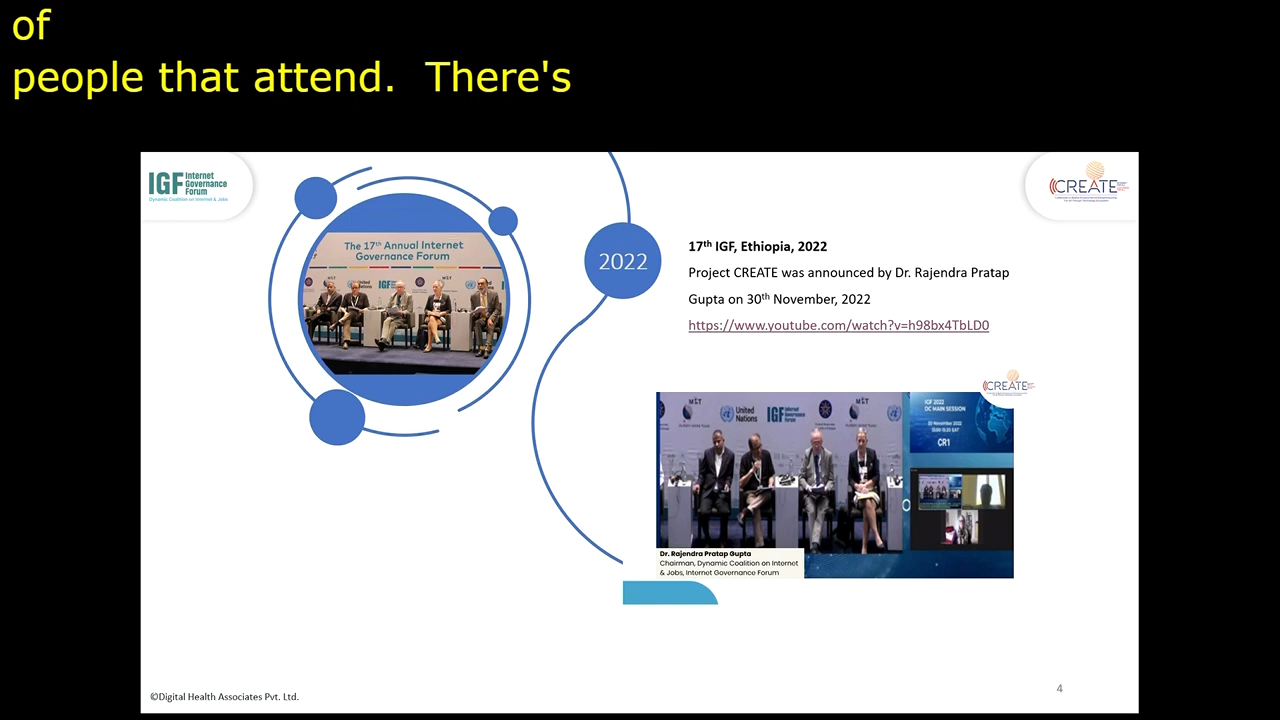 of
people that attend.  There's
IGF Internet
Governance
Forum
Dynamic Coalition on Internet & Jobs
CREATE
The 17th Annual Internet
Governance Forum
United
Nations
IGF
2022
17th IGF, Ethiopia, 2022
Project CREATE was announced by Dr. Rajendra Pratap
Gupta on 30th November, 2022
https://www.youtube.com/watch?v=h98bx4TbLD0
CREATE
United
Nations
IGF Internet
Governance
Forum
IGF 2022
DC MAIN SESSION
CR1
Dr. Rajendra Pratap Gupta
Chairman, Dynamic Coalition on Internet
& Jobs, Internet Governance Forum
©Digital Health Associates Pvt. Ltd.
4